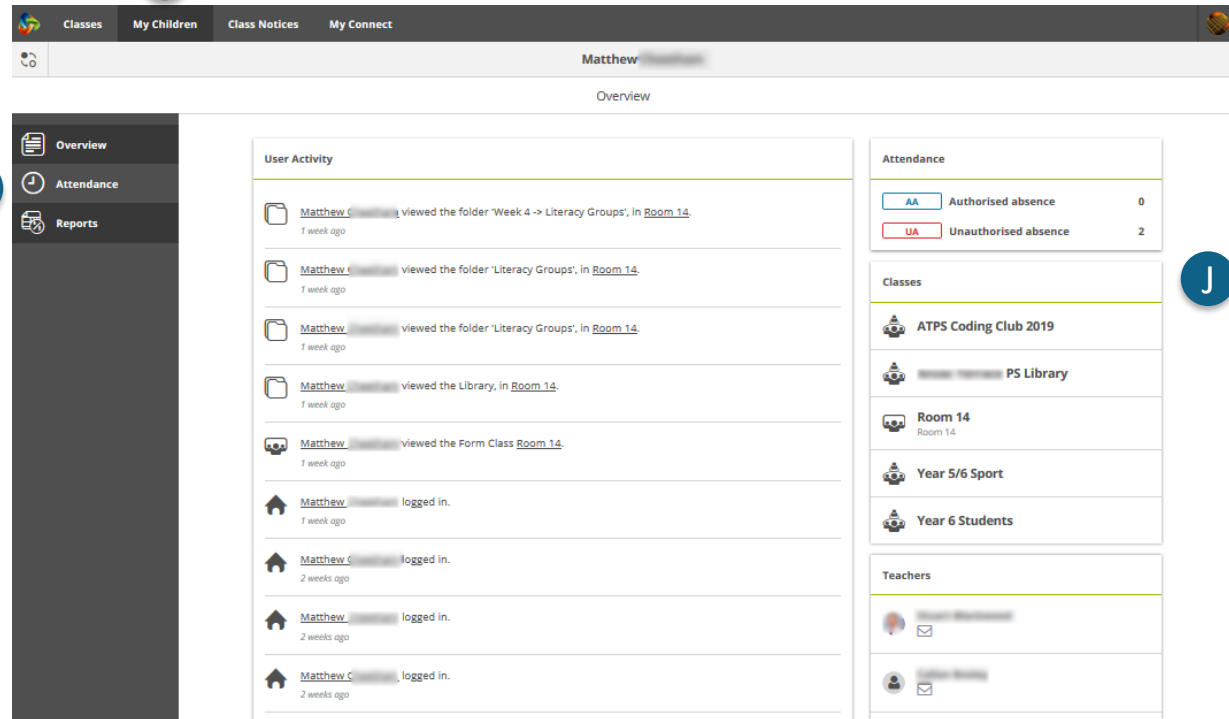 Classes My Children Class Notices My Connect
Matthew
Overview
Overview
Attendance
Reports
User Activity
Matthew viewed the folder 'Week 4 -> Literacy Groups', in Room 14.
1 week ago
Matthew viewed the folder 'Literacy Groups', in Room 14.
1 week ago
Matthew viewed the folder 'Literacy Groups', in Room 14.
1 week ago
Matthew viewed the Library, in Room 14.
1 week ago
Matthew viewed the Form Class Room 14.
1 week ago
Matthew logged in.
1 week ago
Matthew logged in.
2 weeks ago
Matthew logged in.
2 weeks ago
Matthew logged in.
2 weeks ago
Attendance
AA Authorised absence 0
UA Unauthorised absence 2
J
Classes
ATPS Coding Club 2019
PS Library
Room 14
Room 14
Year 5/6 Sport
Year 6 Students
Teachers